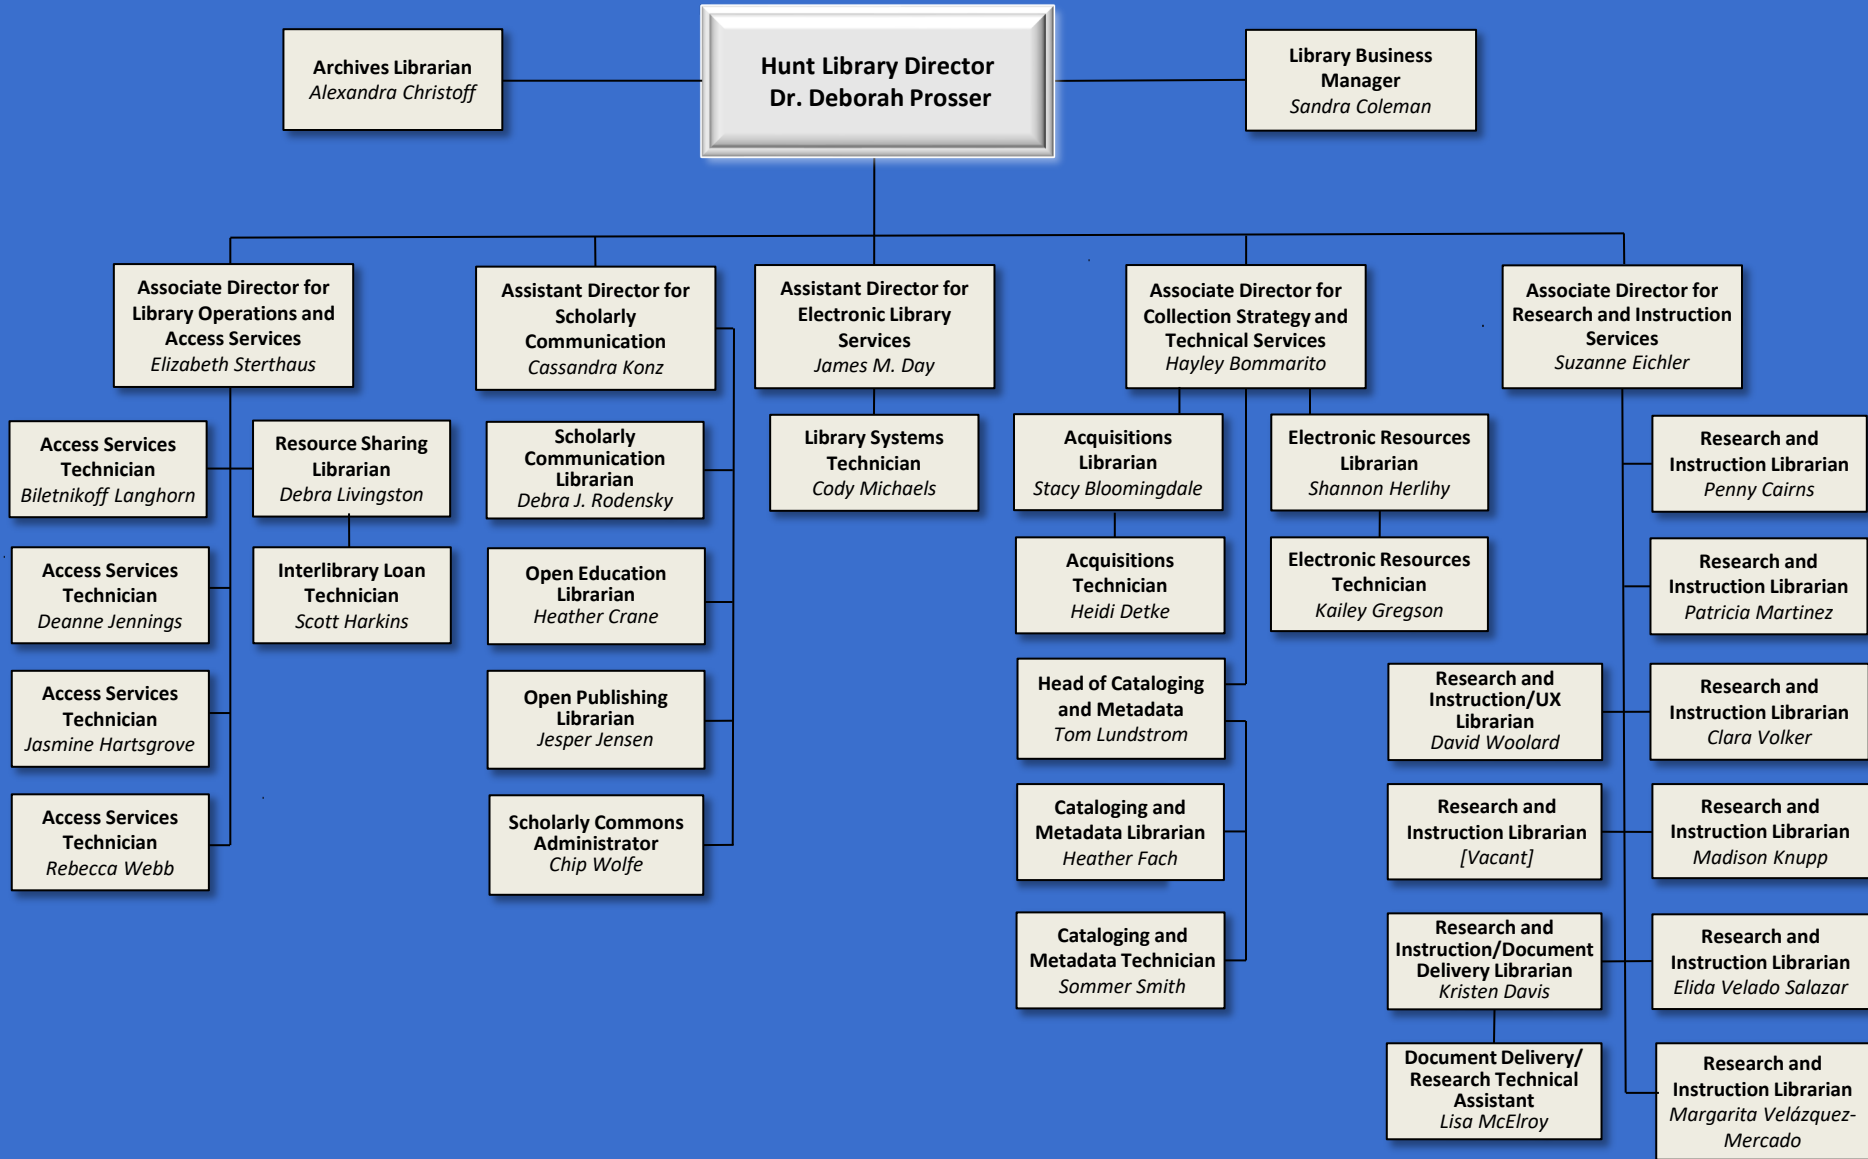 Archives Librarian
Alexandra Christoff
Hunt Library Director
Dr. Deborah Prosser
Library Business
Manager
Sandra Coleman
Associate Director for
Library Operations and
Access Services
Elizabeth Sterthaus
Assistant Director for
Scholarly
Communication
Cassandra Konz
Assistant Director for
Electronic Library
Services
James M. Day
Associate Director for
Collection Strategy and
Technical Services
Hayley Bommarito
Associate Director for
Research and Instruction
Services
Suzanne Eichler
Access Services
Technician
Biletnikoff Langhorn
Resource Sharing
Librarian
Debra Livingston
Access Services
Technician
Deanne Jennings
Interlibrary Loan
Technician
Scott Harkins
Access Services
Technician
Jasmine Hartsgrove
Access Services
Technician
Rebecca Webb
Scholarly
Communication
Librarian
Debra J. Rodensky
Open Education
Librarian
Heather Crane
Open Publishing
Librarian
Jesper Jensen
Scholarly Commons
Administrator
Chip Wolfe
Library Systems
Technician
Cody Michaels
Acquisitions
Librarian
Stacy Bloomingdale
Electronic Resources
Librarian
Shannon Herlihy
Acquisitions
Technician
Heidi Detke
Electronic Resources
Technician
Kailey Gregson
Head of Cataloging
and Metadata
Tom Lundstrom
Cataloging and
Metadata Librarian
Heather Fach
Cataloging and
Metadata Technician
Sommer Smith
Research and
Instruction Librarian
Penny Cairns
Research and
Instruction Librarian
Patricia Martinez
Research and
Instruction/UX
Librarian
David Woolard
Research and
Instruction Librarian
Clara Volker
Research and
Instruction Librarian
[Vacant]
Research and
Instruction Librarian
Madison Knupp
Research and
Instruction/Document
Delivery Librarian
Kristen Davis
Research and
Instruction Librarian
Elida Velado Salazar
Document Delivery/
Research Technical
Assistant
Lisa McElroy
Research and
Instruction Librarian
Margarita Velázquez-
Mercado